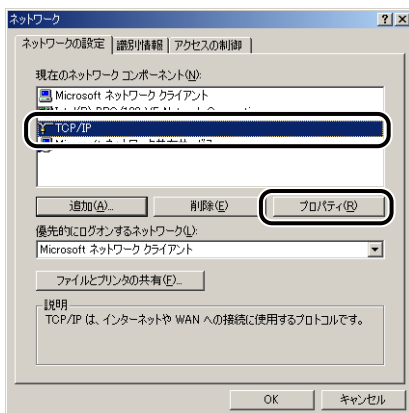 ネットワーク
ネットワークの設定 識別情報 アクセスの制御
現在のネットワーク コンポーネント(N):
Microsoft ネットワーク クライアント
TCP/IP
追加(A)... 削除(E) プロパティ(R)
優先的にログオンするネットワーク(L):
Microsoft ネットワーク クライアント
ファイルとプリンタの共有(F)...
説明
TCP/IP は、インターネットや WAN への接続に使用するプロトコルです。
OK キャンセル